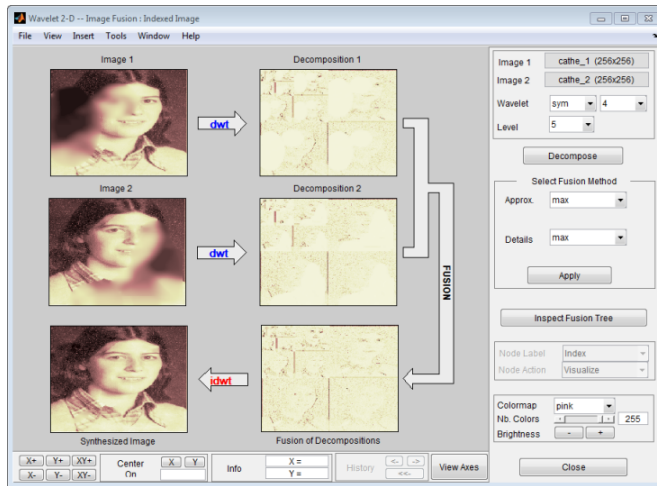 Wavelet 2-D -- Image Fusion : Indexed Image
File View Insert Tools Window Help
Image 1
Decomposition 1
dwt
Image 2
Decomposition 2
dwt
FUSION
idwt
Synthesized Image
Fusion of Decompositions
Image 1 cathe_1 (256x256)
Image 2 cathe_2 (256x256)
Wavelet sym 4
Level 5
Decompose
Select Fusion Method
Approx. max
Details max
Apply
Inspect Fusion Tree
Node Label Index
Node Action Visualize
Colormap pink
Nb. Colors 255
Brightness - +
Close
X+ Y+ XY+
X- Y- XY-
Center On X Y
Info X = Y =
History <- -> <<-
View Axes